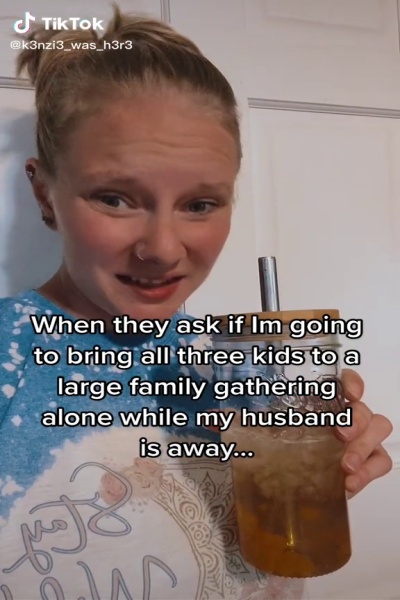 TikTok
@k3nzi3_was_h3r3
When they ask if Im going
to bring all three kids to a
large family gathering
alone while my husband
is away...
Stay